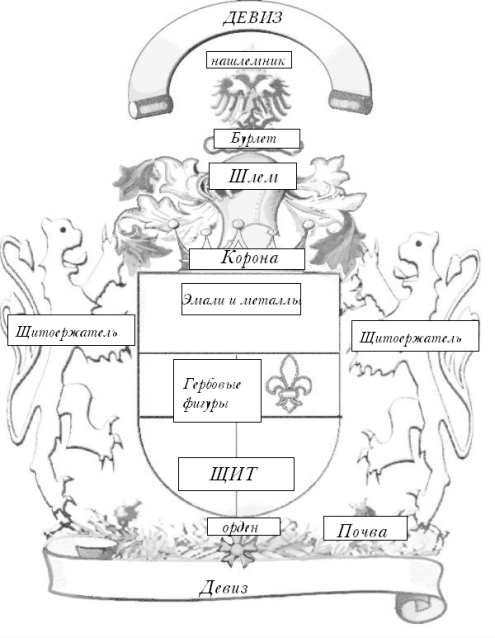 ДЕВИЗ
нашлемник
Бурлет
Шлем
Корона
Эмали и металлы
Щитоержатель
Щитоержатель
Гербовые
фигуры
ЩИТ
орден
Почва
Девиз